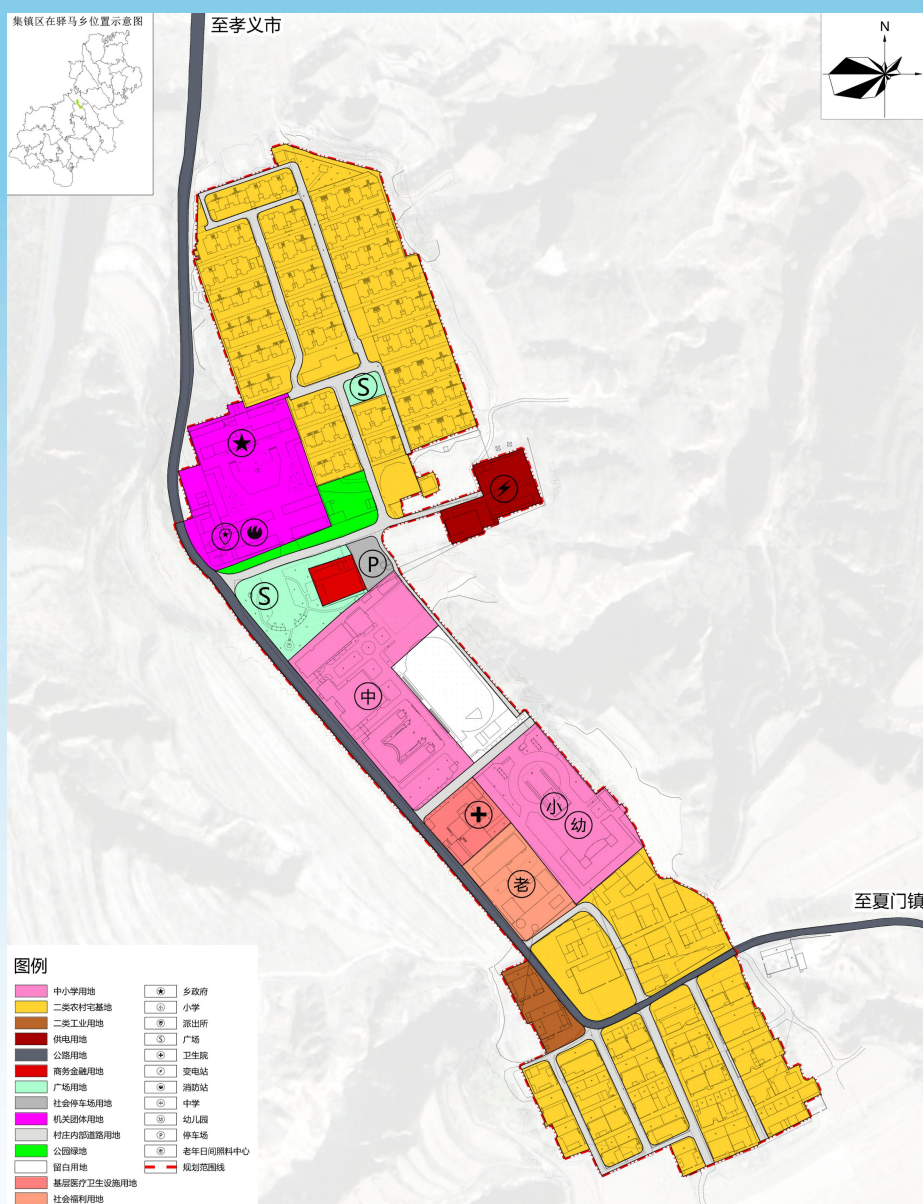 集镇区在驿马乡位置示意图
至孝义市
N
S
P
S
中
小
幼
老
至夏门镇
图例
中小学用地
二类农村宅基地
二类工业用地
供电用地
公路用地
商务金融用地
广场用地
社会停车场用地
机关团体用地
村庄内部道路用地
公园绿地
留白用地
基层医疗卫生设施用地
社会福利用地
乡政府
小 小学
派出所
S 广场
卫生院
变电站
消防站
中 中学
幼 幼儿园
P 停车场
老 老年日间照料中心
规划范围线